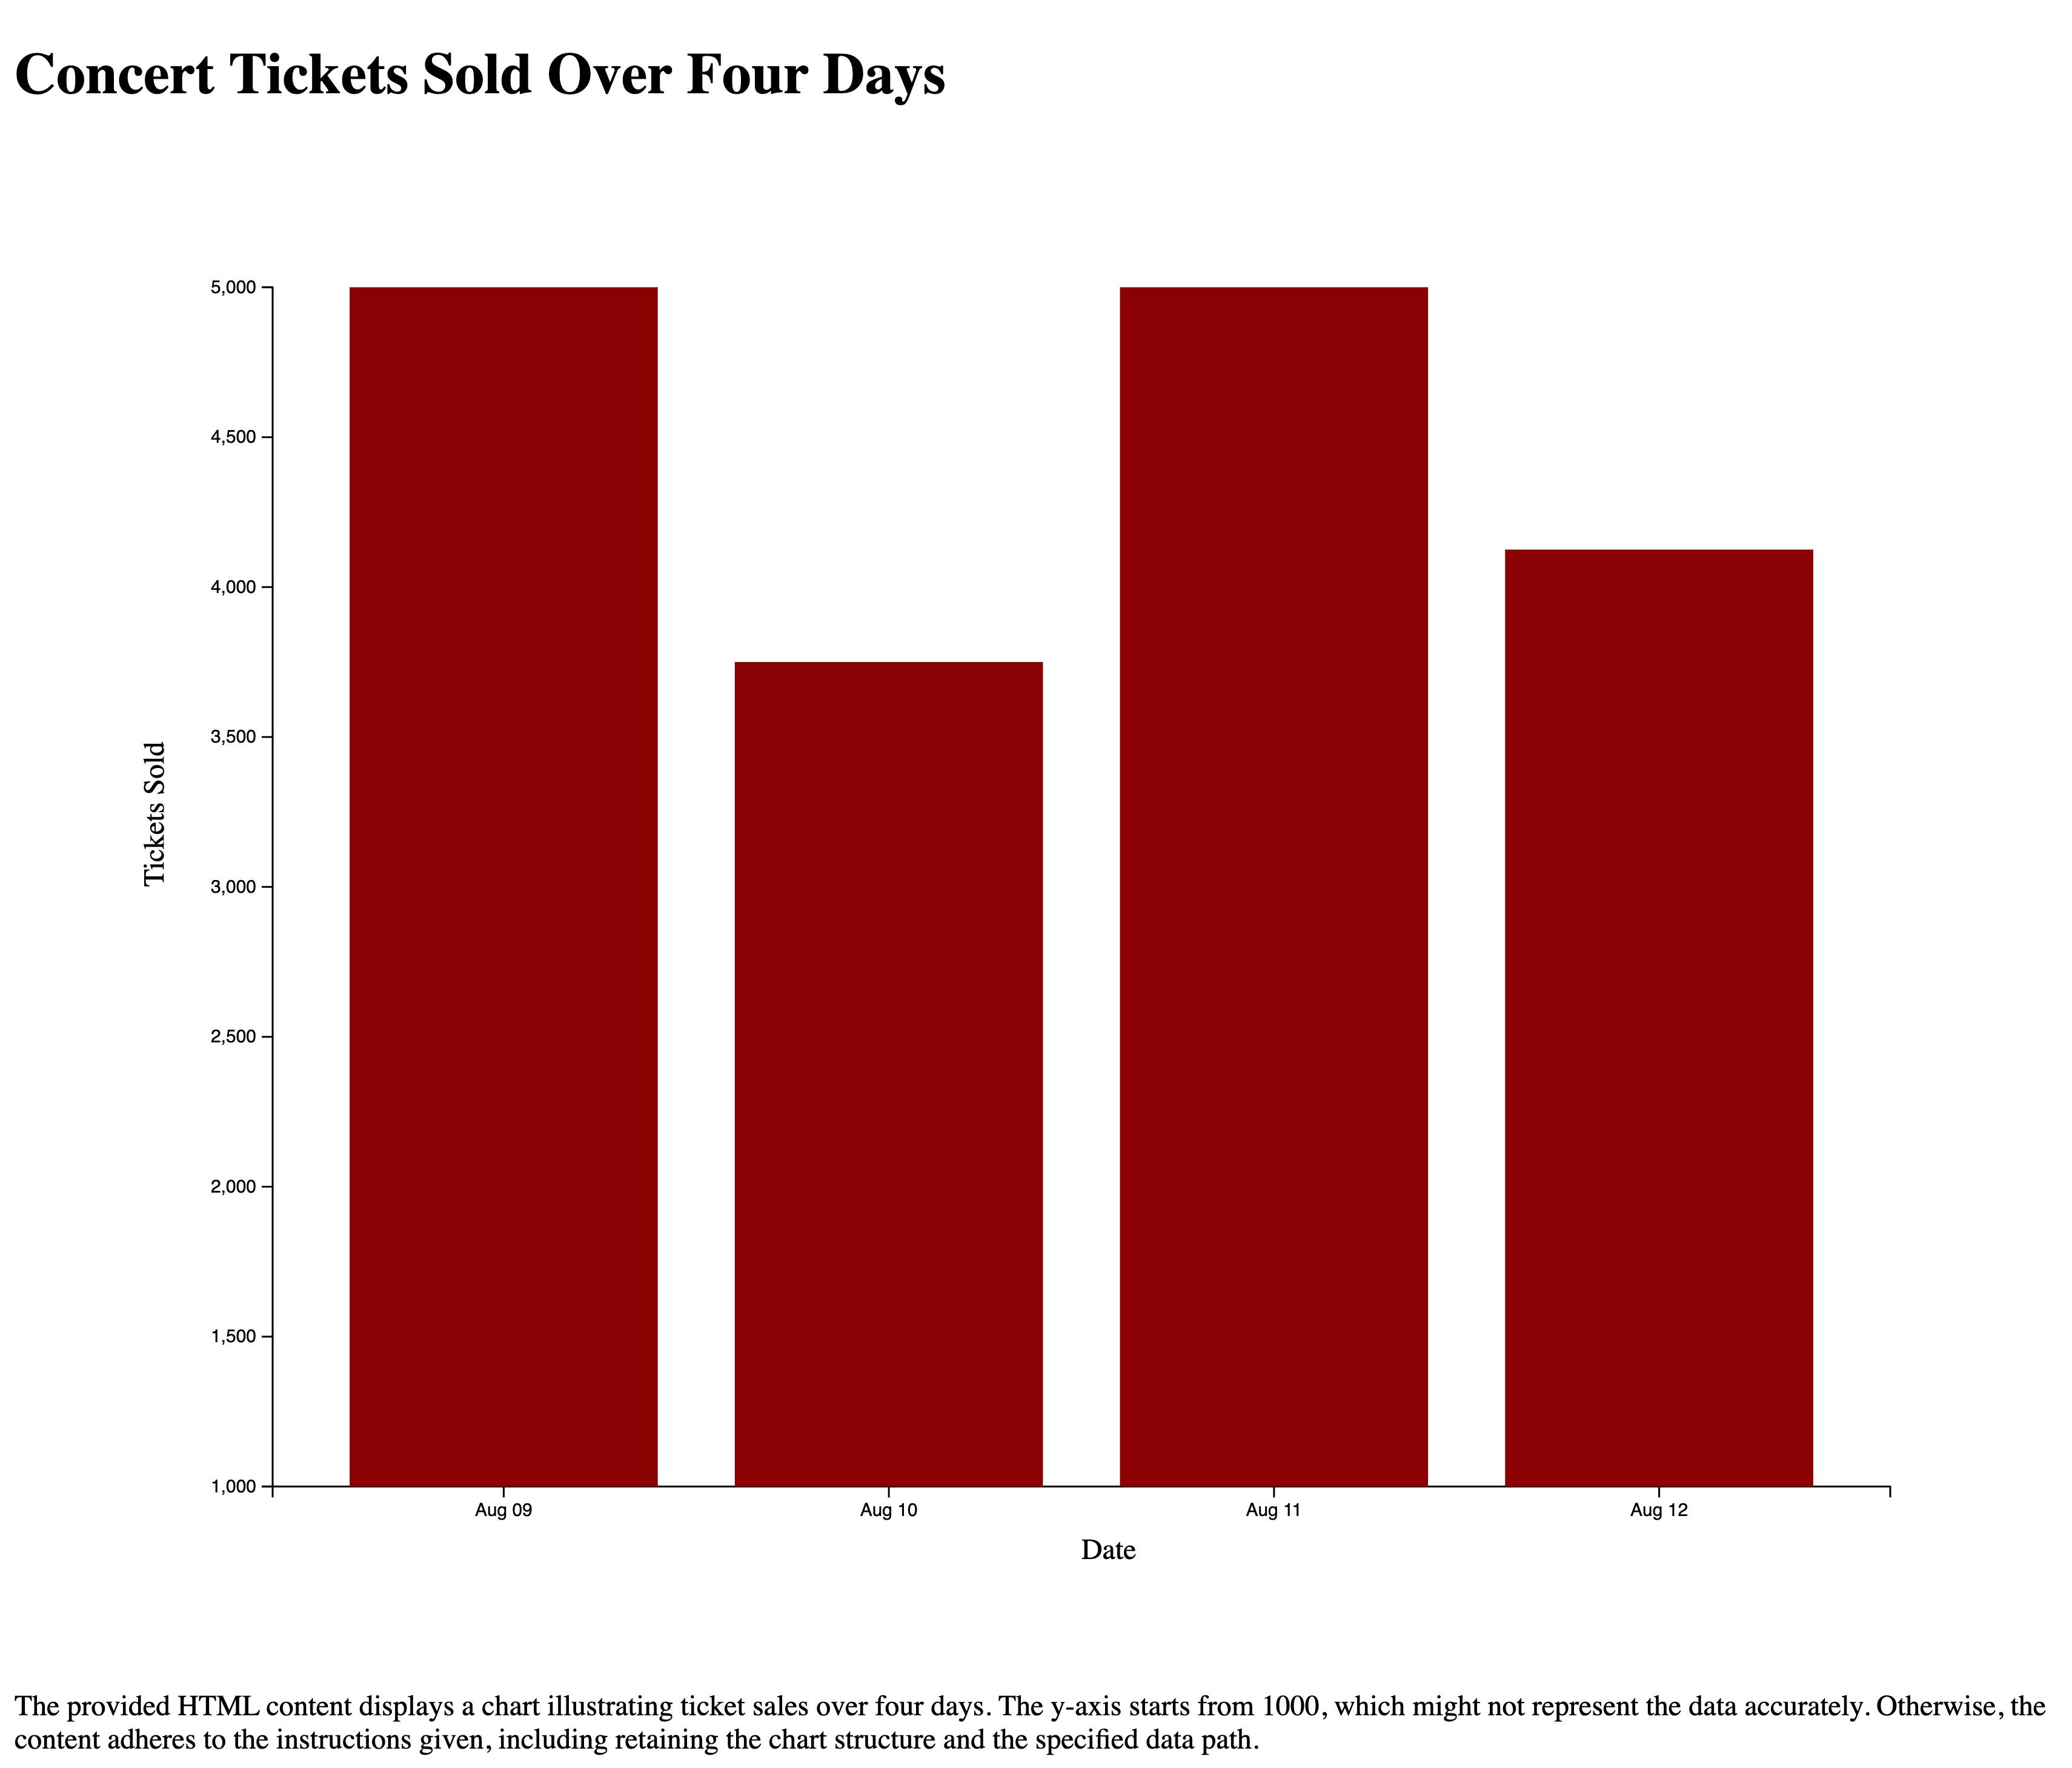 Concert Tickets Sold Over Four Days
5,000
4,500
4,000
3,500
3,000
2,500
2,000
1,500
1,000
Tickets Sold
Aug 09
Aug 10
Aug 11
Aug 12
Date
The provided HTML content displays a chart illustrating ticket sales over four days. The y-axis starts from 1000, which might not represent the data accurately. Otherwise, the
content adheres to the instructions given, including retaining the chart structure and the specified data path.